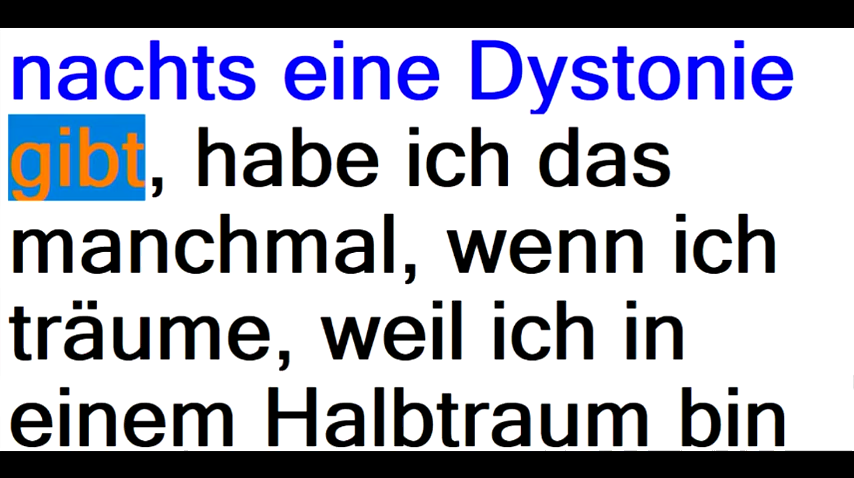 nachts eine Dystonie
gibt, habe ich das
manchmal, wenn ich
träume, weil ich in
einem Halbtraum bin